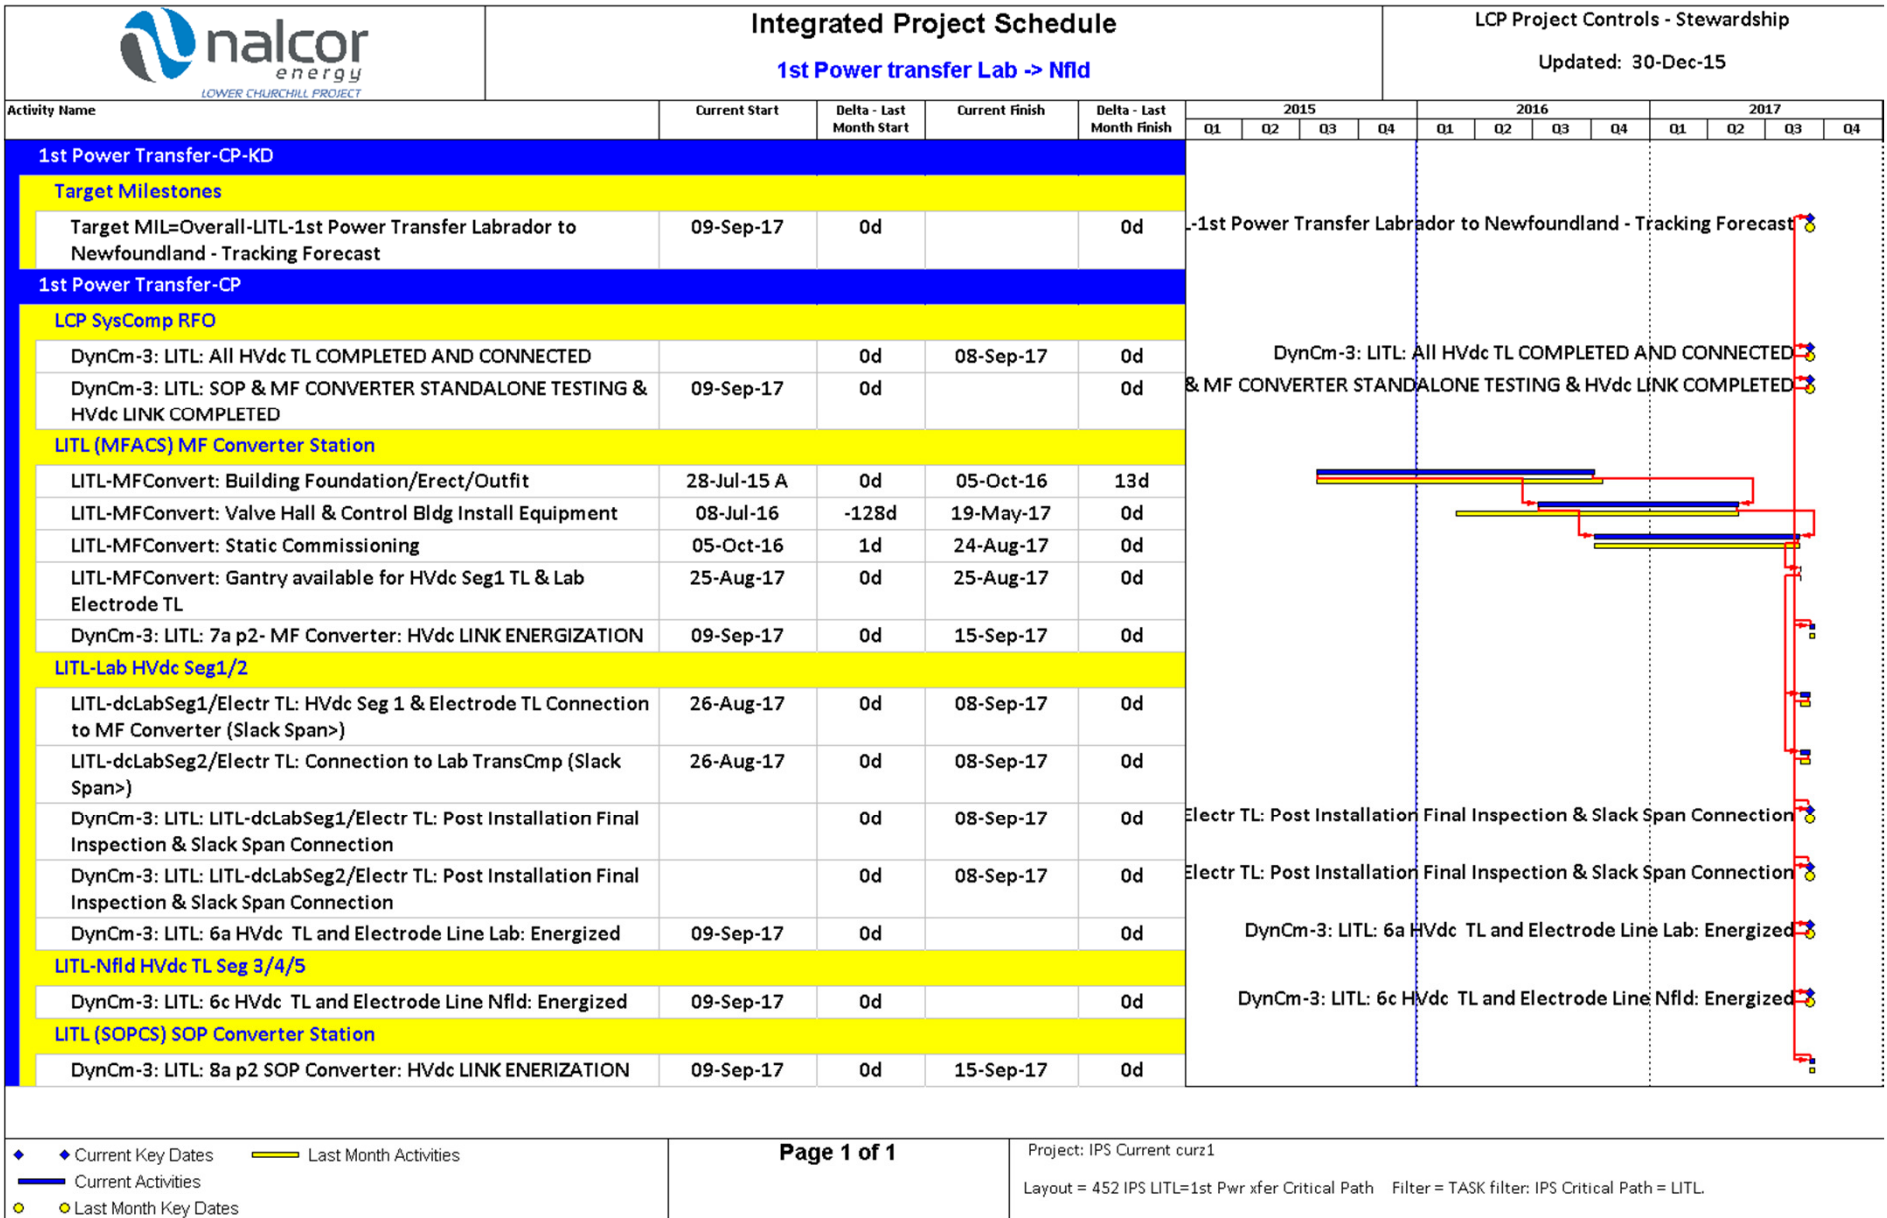 nalcor
energy
LOWER CHURCHILL PROJECT
Integrated Project Schedule
1st Power transfer Lab -> Nfld
LCP Project Controls - Stewardship
Updated: 30-Dec-15
Activity Name Current Start Delta - Last Month Start Current Finish Delta - Last Month Finish
2015 2016 2017
Q1 Q2 Q3 Q4 Q1 Q2 Q3 Q4 Q1 Q2 Q3 Q4
1st Power Transfer-CP-KD
Target Milestones
Target MIL=Overall-LITL-1st Power Transfer Labrador to 09-Sep-17 0d 0d
Newfoundland - Tracking Forecast
-1st Power Transfer Labrador to Newfoundland - Tracking Forecast
1st Power Transfer-CP
LCP SysComp RFO
DynCm-3: LITL: All HVdc TL COMPLETED AND CONNECTED 0d 08-Sep-17 0d
DynCm-3: LITL: All HVdc TL COMPLETED AND CONNECTED
DynCm-3: LITL: SOP & MF CONVERTER STANDALONE TESTING & 09-Sep-17 0d 0d
HVdc LINK COMPLETED
& MF CONVERTER STANDALONE TESTING & HVdc LINK COMPLETED
LITL (MFACS) MF Converter Station
LITL-MFConvert: Building Foundation/Erect/Outfit 28-Jul-15 A 0d 05-Oct-16 13d
LITL-MFConvert: Valve Hall & Control Bldg Install Equipment 08-Jul-16 -128d 19-May-17 0d
LITL-MFConvert: Static Commissioning 05-Oct-16 1d 24-Aug-17 0d
LITL-MFConvert: Gantry available for HVdc Seg1 TL & Lab 25-Aug-17 0d 25-Aug-17 0d
Electrode TL
DynCm-3: LITL: 7a p2- MF Converter: HVdc LINK ENERGIZATION 09-Sep-17 0d 15-Sep-17 0d
LITL-Lab HVdc Seg1/2
LITL-dcLabSeg1/Electr TL: HVdc Seg 1 & Electrode TL Connection 26-Aug-17 0d 08-Sep-17 0d
to MF Converter (Slack Span>)
LITL-dcLabSeg2/Electr TL: Connection to Lab TransCmp (Slack 26-Aug-17 0d 08-Sep-17 0d
Span>)
DynCm-3: LITL: LITL-dcLabSeg1/Electr TL: Post Installation Final 0d 08-Sep-17 0d
Inspection & Slack Span Connection
Electr TL: Post Installation Final Inspection & Slack Span Connection
DynCm-3: LITL: LITL-dcLabSeg2/Electr TL: Post Installation Final 0d 08-Sep-17 0d
Inspection & Slack Span Connection
Electr TL: Post Installation Final Inspection & Slack Span Connection
DynCm-3: LITL: 6a HVdc TL and Electrode Line Lab: Energized 09-Sep-17 0d 0d
DynCm-3: LITL: 6a HVdc TL and Electrode Line Lab: Energized
LITL-Nfld HVdc TL Seg 3/4/5
DynCm-3: LITL: 6c HVdc TL and Electrode Line Nfld: Energized 09-Sep-17 0d 0d
DynCm-3: LITL: 6c HVdc TL and Electrode Line Nfld: Energized
LITL (SOPCS) SOP Converter Station
DynCm-3: LITL: 8a p2 SOP Converter: HVdc LINK ENERIZATION 09-Sep-17 0d 15-Sep-17 0d
Current Key Dates Last Month Activities
Current Activities
Last Month Key Dates
Page 1 of 1
Project: IPS Current curz1
Layout = 452 IPS LITL=1st Pwr xfer Critical Path Filter = TASK filter: IPS Critical Path = LITL.